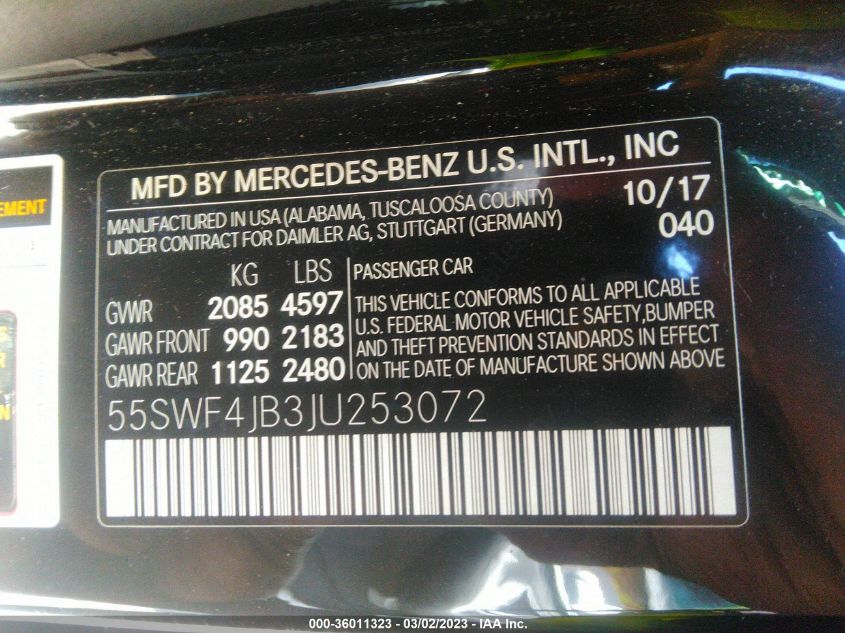 EMENT
MFD BY MERCEDES-BENZ U.S. INTL., INC
MANUFACTURED IN USA (ALABAMA, TUSCALOOSA COUNTY)
UNDER CONTRACT FOR DAIMLER AG, STUTTGART (GERMANY)
10/17
040
KG LBS
GVWR 2085 4597
GAWR FRONT 990 2183
GAWR REAR 1125 2480
PASSENGER CAR
THIS VEHICLE CONFORMS TO ALL APPLICABLE
U.S. FEDERAL MOTOR VEHICLE SAFETY,BUMPER
AND THEFT PREVENTION STANDARDS IN EFFECT
ON THE DATE OF MANUFACTURE SHOWN ABOVE
55SWF4JB3JU253072
000-36011323 — 03/02/2023 — IAA Inc.